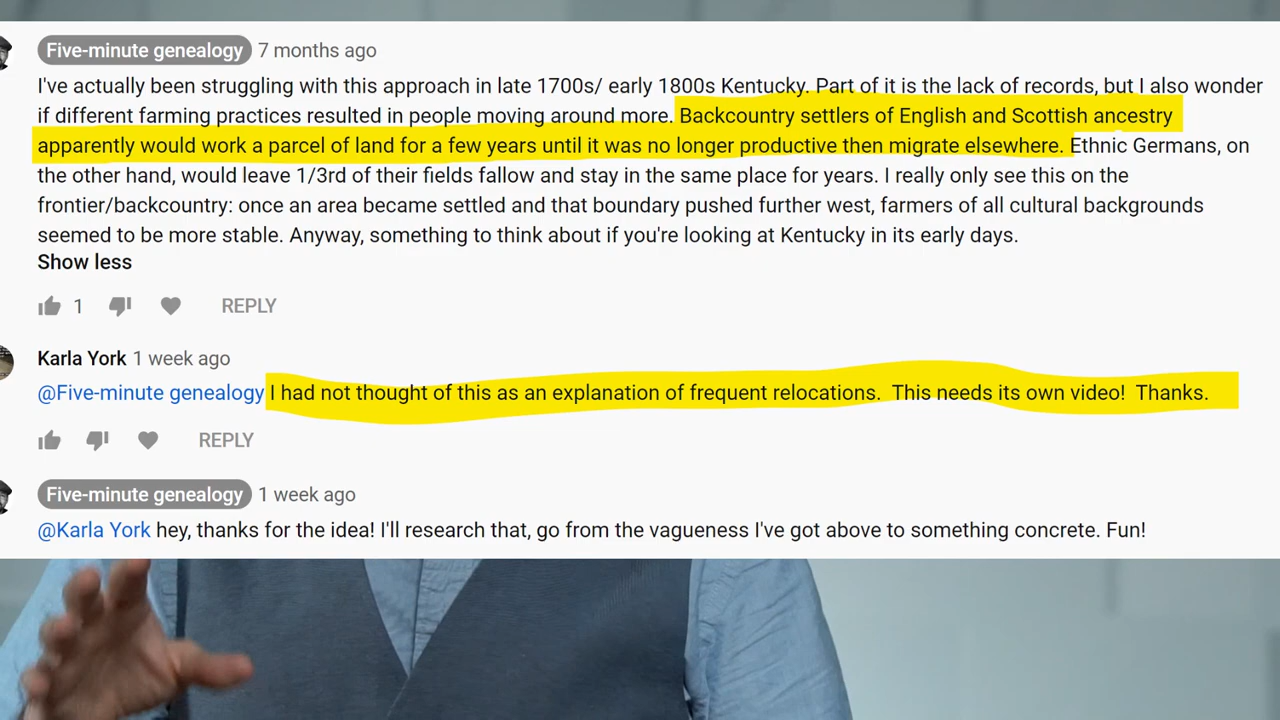 Five-minute genealogy 7 months ago
I've actually been struggling with this approach in late 1700s/ early 1800s Kentucky. Part of it is the lack of records, but I also wonder
if different farming practices resulted in people moving around more. Backcountry settlers of English and Scottish ancestry
apparently would work a parcel of land for a few years until it was no longer productive then migrate elsewhere. Ethnic Germans, on
the other hand, would leave 1/3rd of their fields fallow and stay in the same place for years. I really only see this on the
frontier/backcountry: once an area became settled and that boundary pushed further west, farmers of all cultural backgrounds
seemed to be more stable. Anyway, something to think about if you're looking at Kentucky in its early days.
Show less
1 REPLY
Karla York 1 week ago
@Five-minute genealogy I had not thought of this as an explanation of frequent relocations. This needs its own video! Thanks.
REPLY
Five-minute genealogy 1 week ago
@Karla York hey, thanks for the idea! I'll research that, go from the vagueness I've got above to something concrete. Fun!